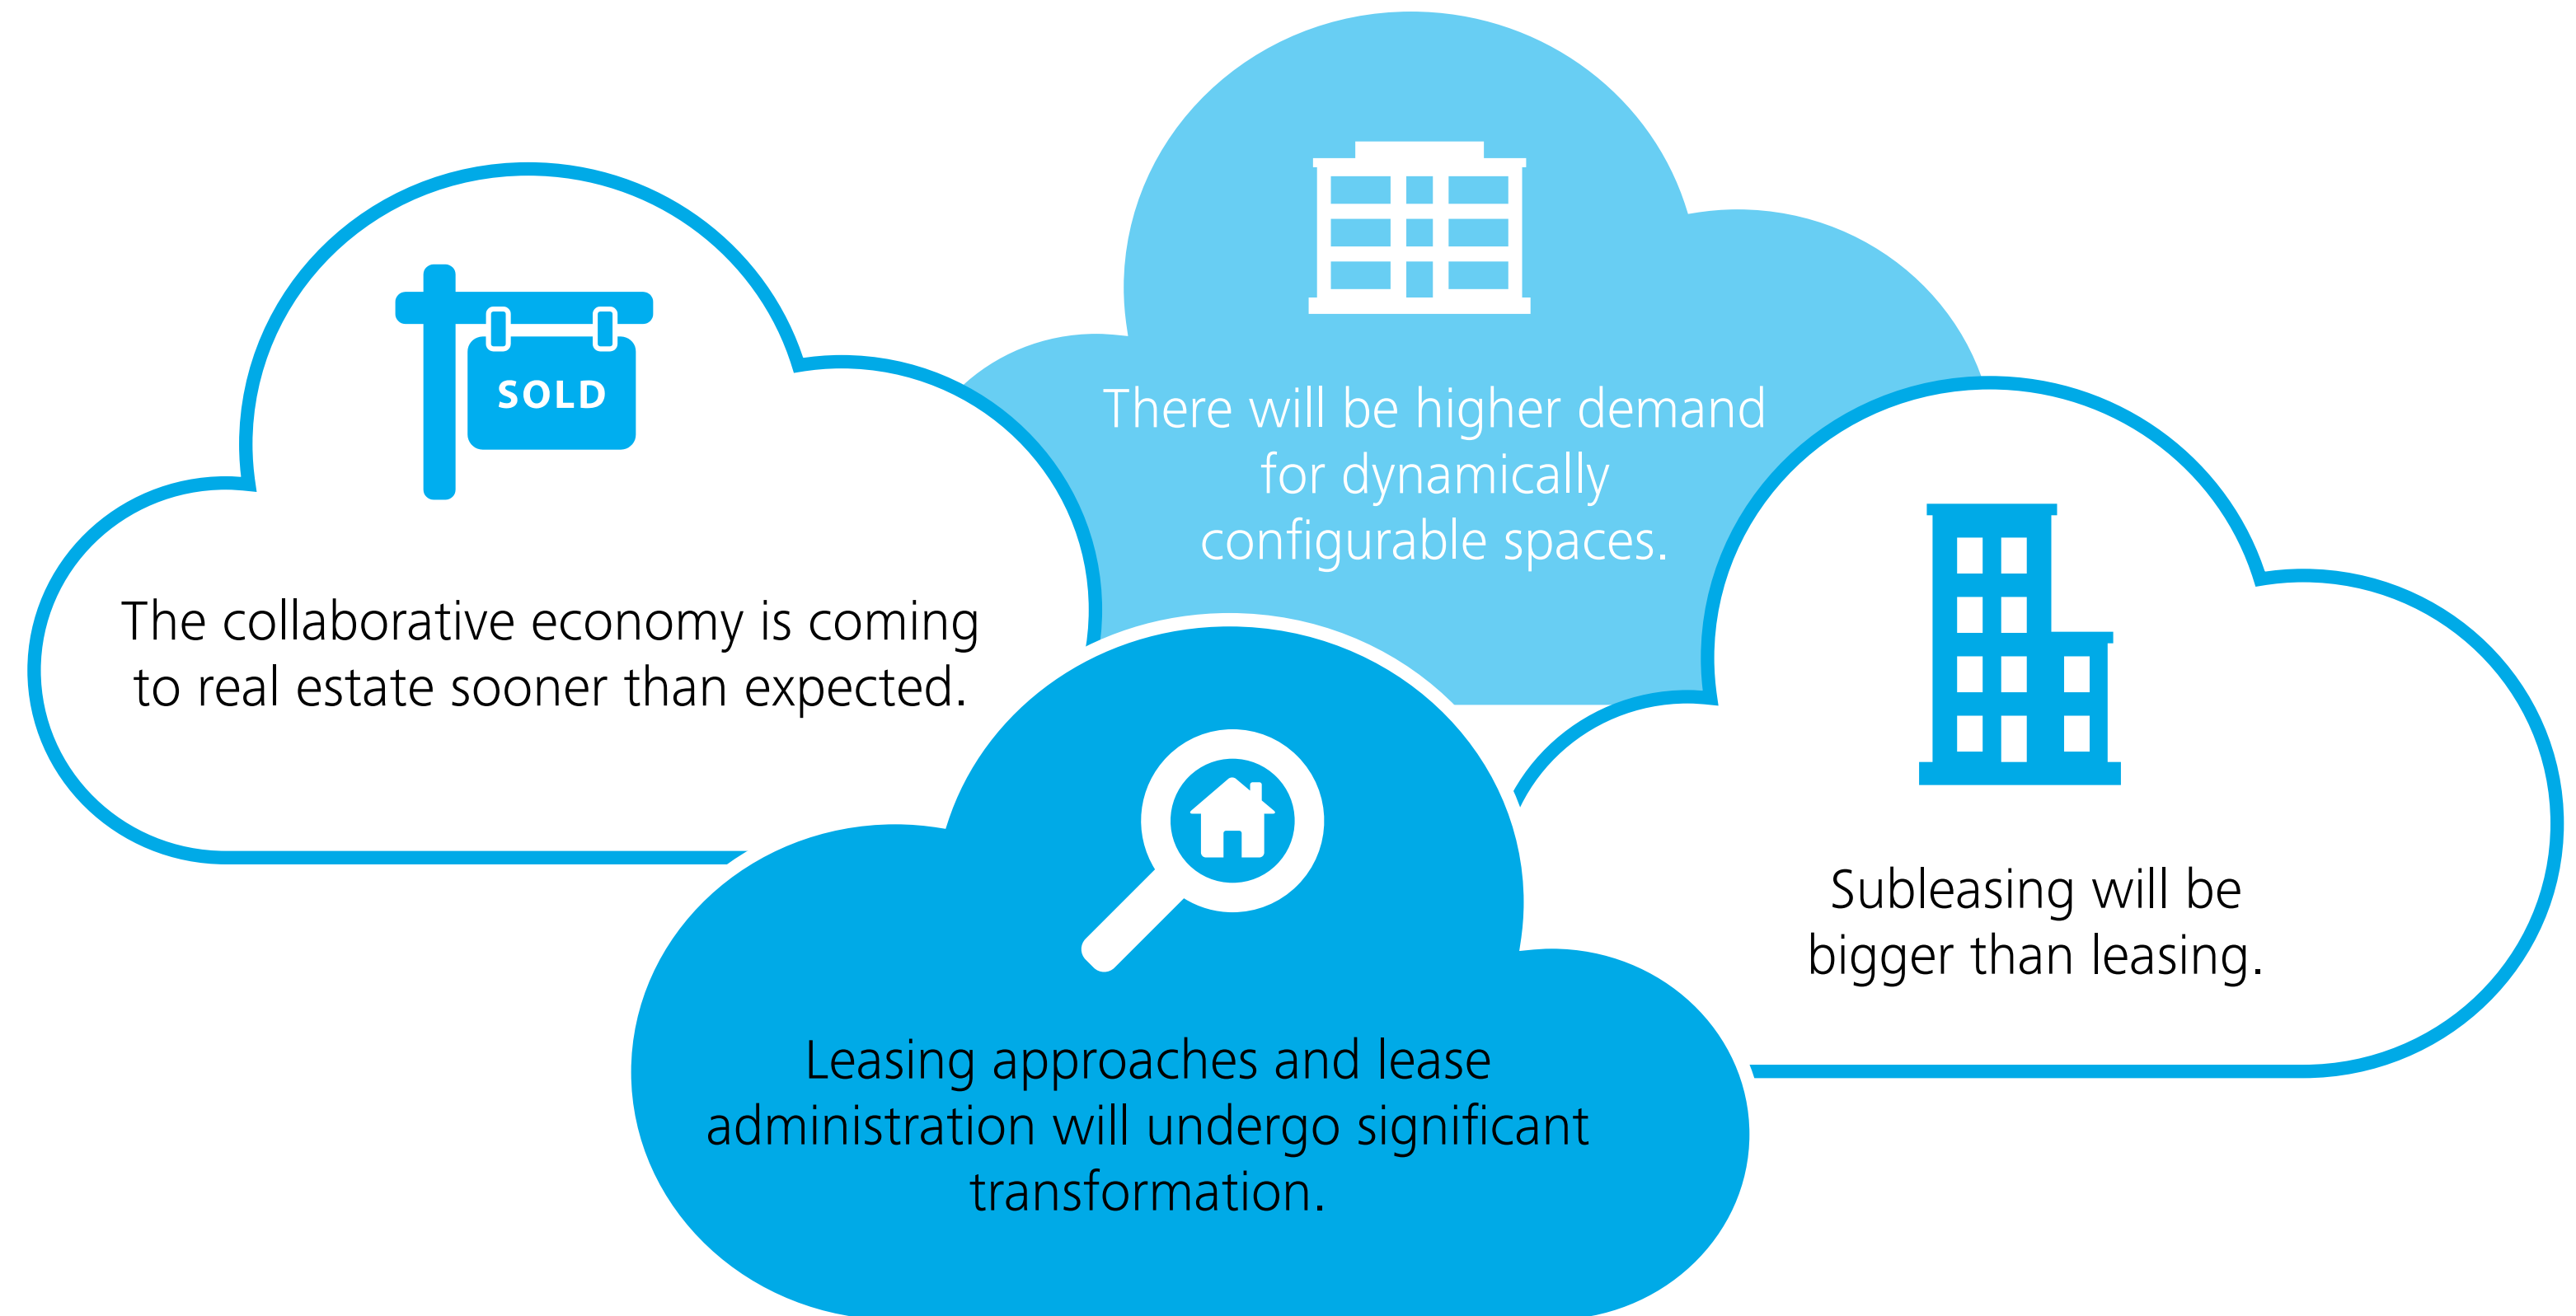 SOLD
The collaborative economy is coming
to real estate sooner than expected.
There will be higher demand
for dynamically
configurable spaces.
Leasing approaches and lease
administration will undergo significant
transformation.
Subleasing will be
bigger than leasing.